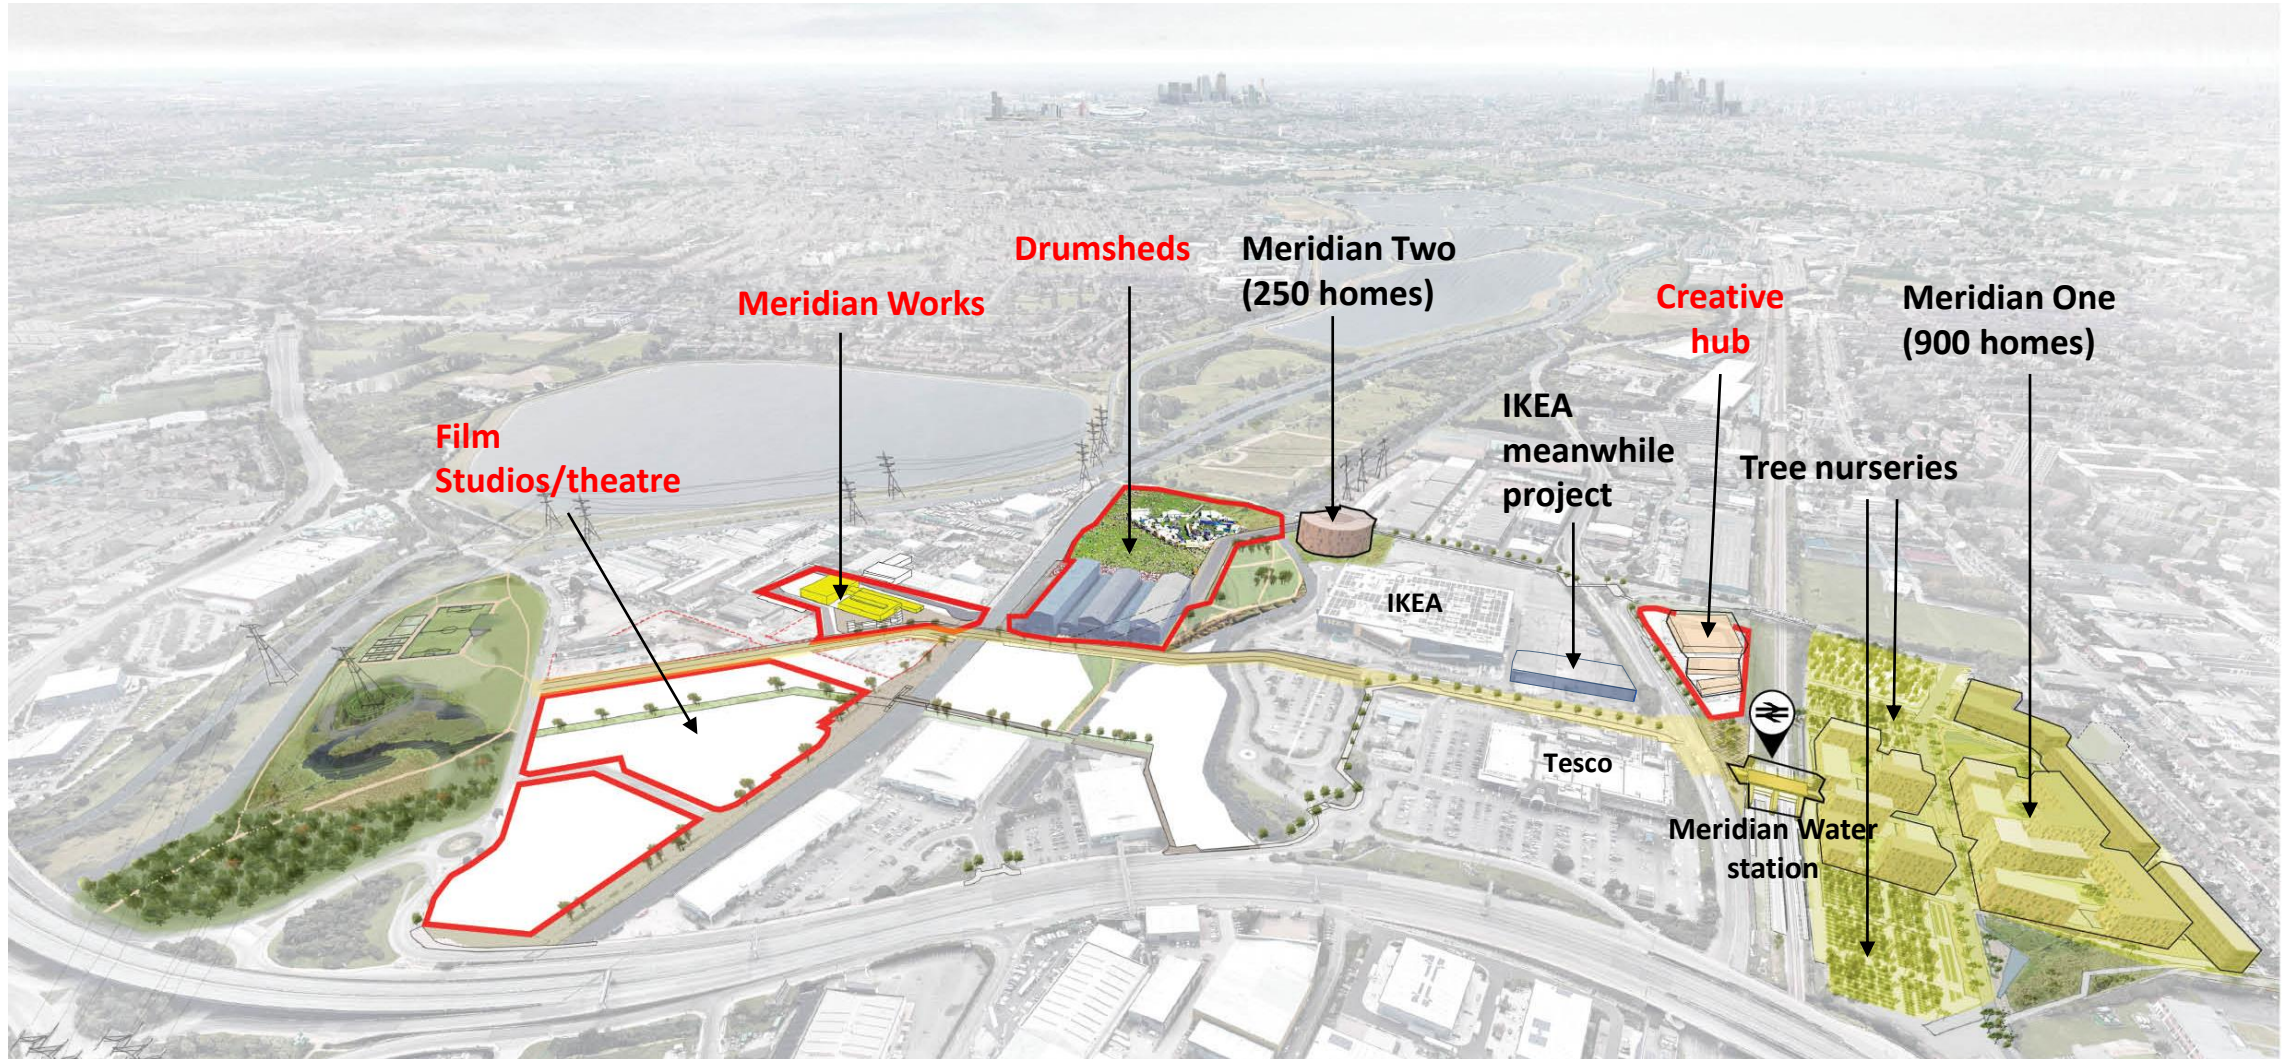 Drumsheds
Meridian Two
(250 homes)
Meridian Works
Creative
hub
Meridian One
(900 homes)
Film
Studios/theatre
IKEA
meanwhile
project
Tree nurseries
IKEA
Tesco
Meridian Water
station